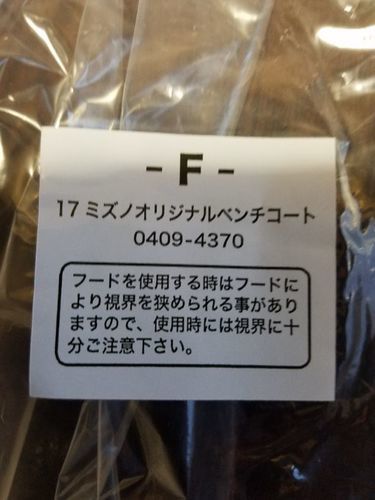 - F -
17 ミズノオリジナルベンチコート
0409-4370
フードを使用する時はフードに
より視界を狭められる事があり
ますので、使用時には視界に十
分ご注意下さい。